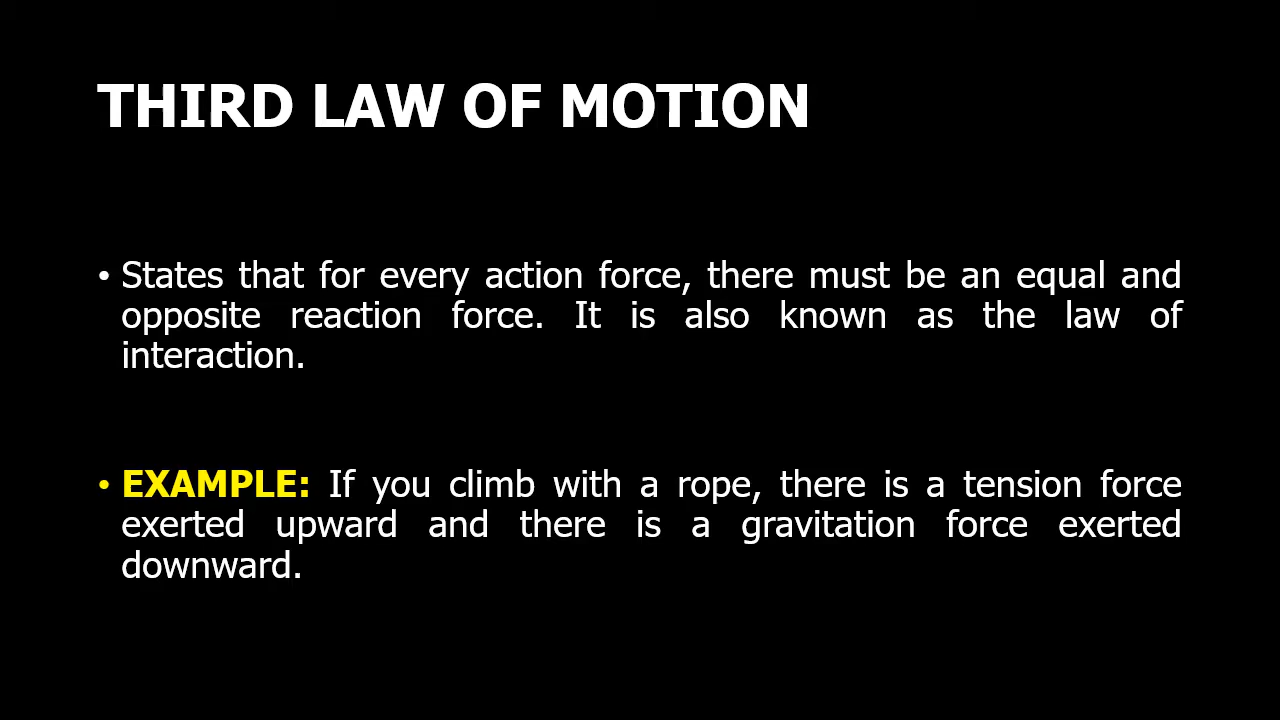 THIRD LAW OF MOTION
• States that for every action force, there must be an equal and
opposite reaction force. It is also known as the law of
interaction.
• EXAMPLE: If you climb with a rope, there is a tension force
exerted upward and there is a gravitation force exerted
downward.